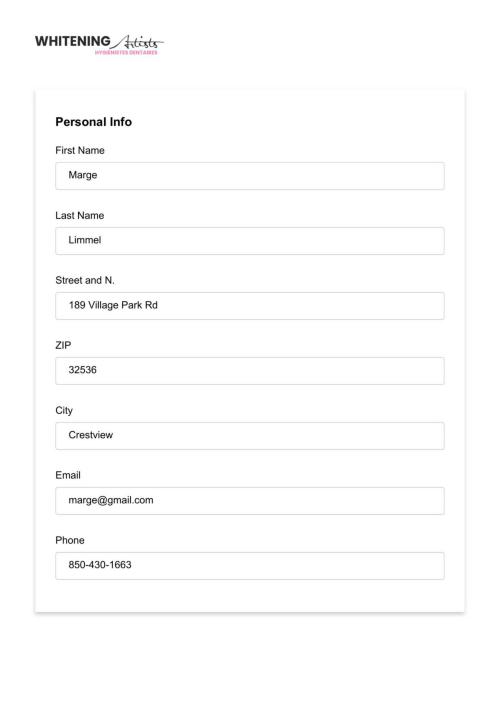 WHITENING Artists
HYGIÉNISTES DENTAIRES
Personal Info
First Name
Marge
Last Name
Limmel
Street and N.
189 Village Park Rd
ZIP
32536
City
Crestview
Email
marge@gmail.com
Phone
850-430-1663